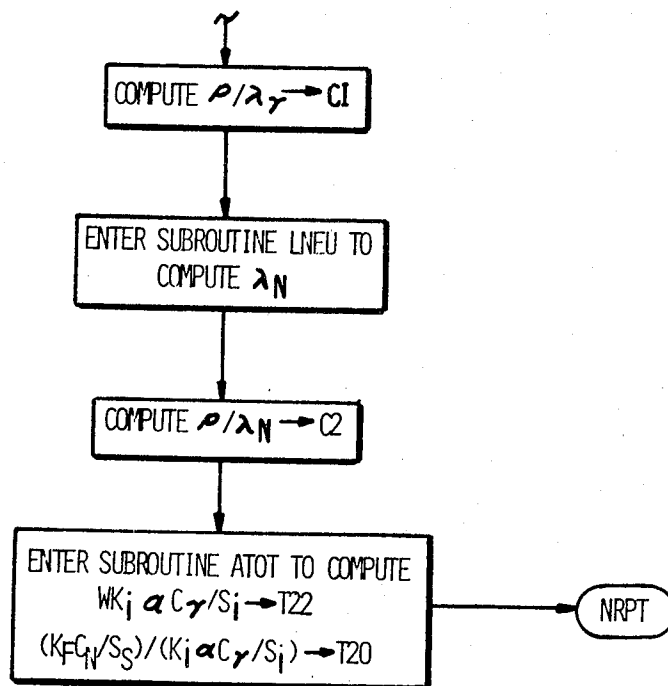 COMPUTE ρ/λγ → CI
ENTER SUBROUTINE LNEU TO
COMPUTE λN
COMPUTE ρ/λN → C2
ENTER SUBROUTINE ATOT TO COMPUTE
WKi α Cγ/Si → T22
(KFCN/SS)/(Ki α Cγ/Si) → T20
NRPT